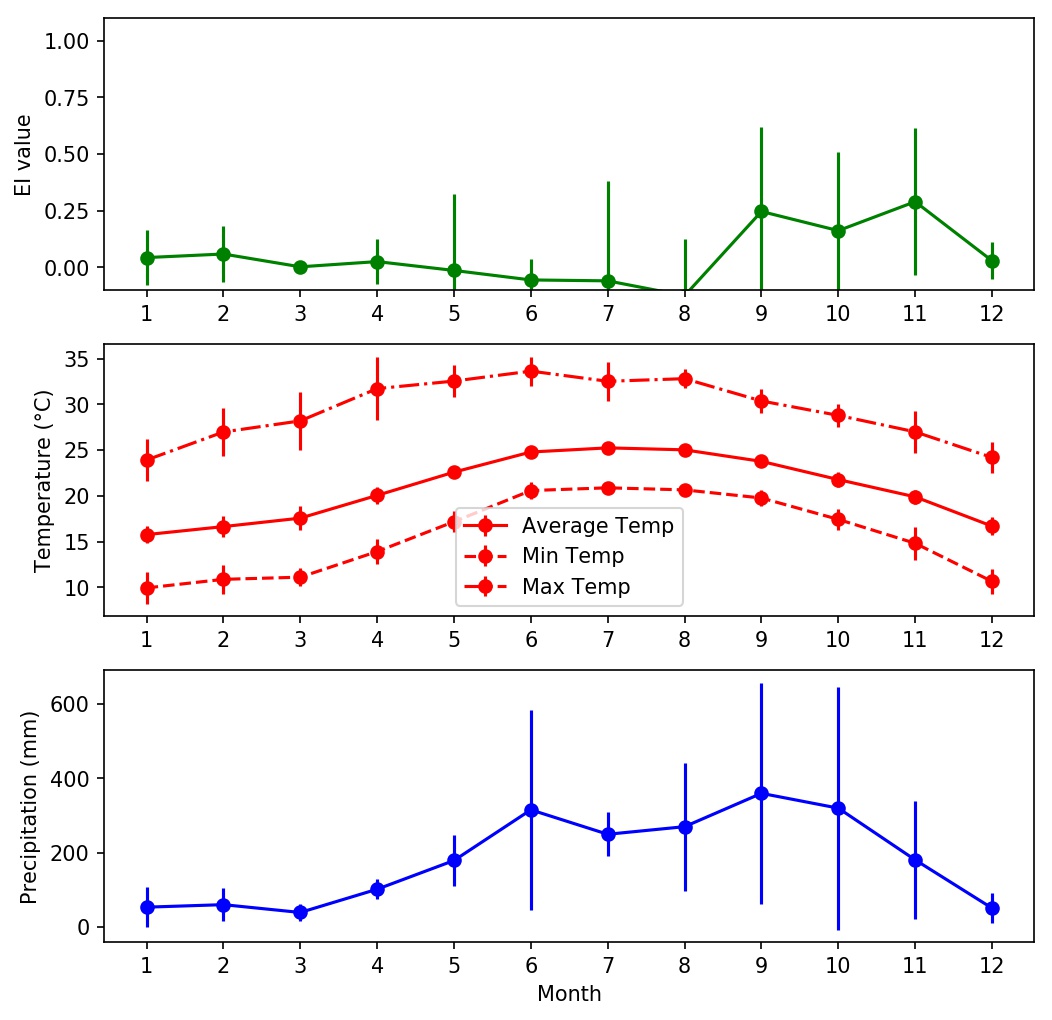 EI value
1.00
0.75
0.50
0.25
0.00
1 2 3 4 5 6 7 8 9 10 11 12
Temperature (°C)
35
30
25
20
15
10
Average Temp
Min Temp
Max Temp
1 2 3 4 5 6 7 8 9 10 11 12
Precipitation (mm)
600
400
200
0
1 2 3 4 5 6 7 8 9 10 11 12
Month